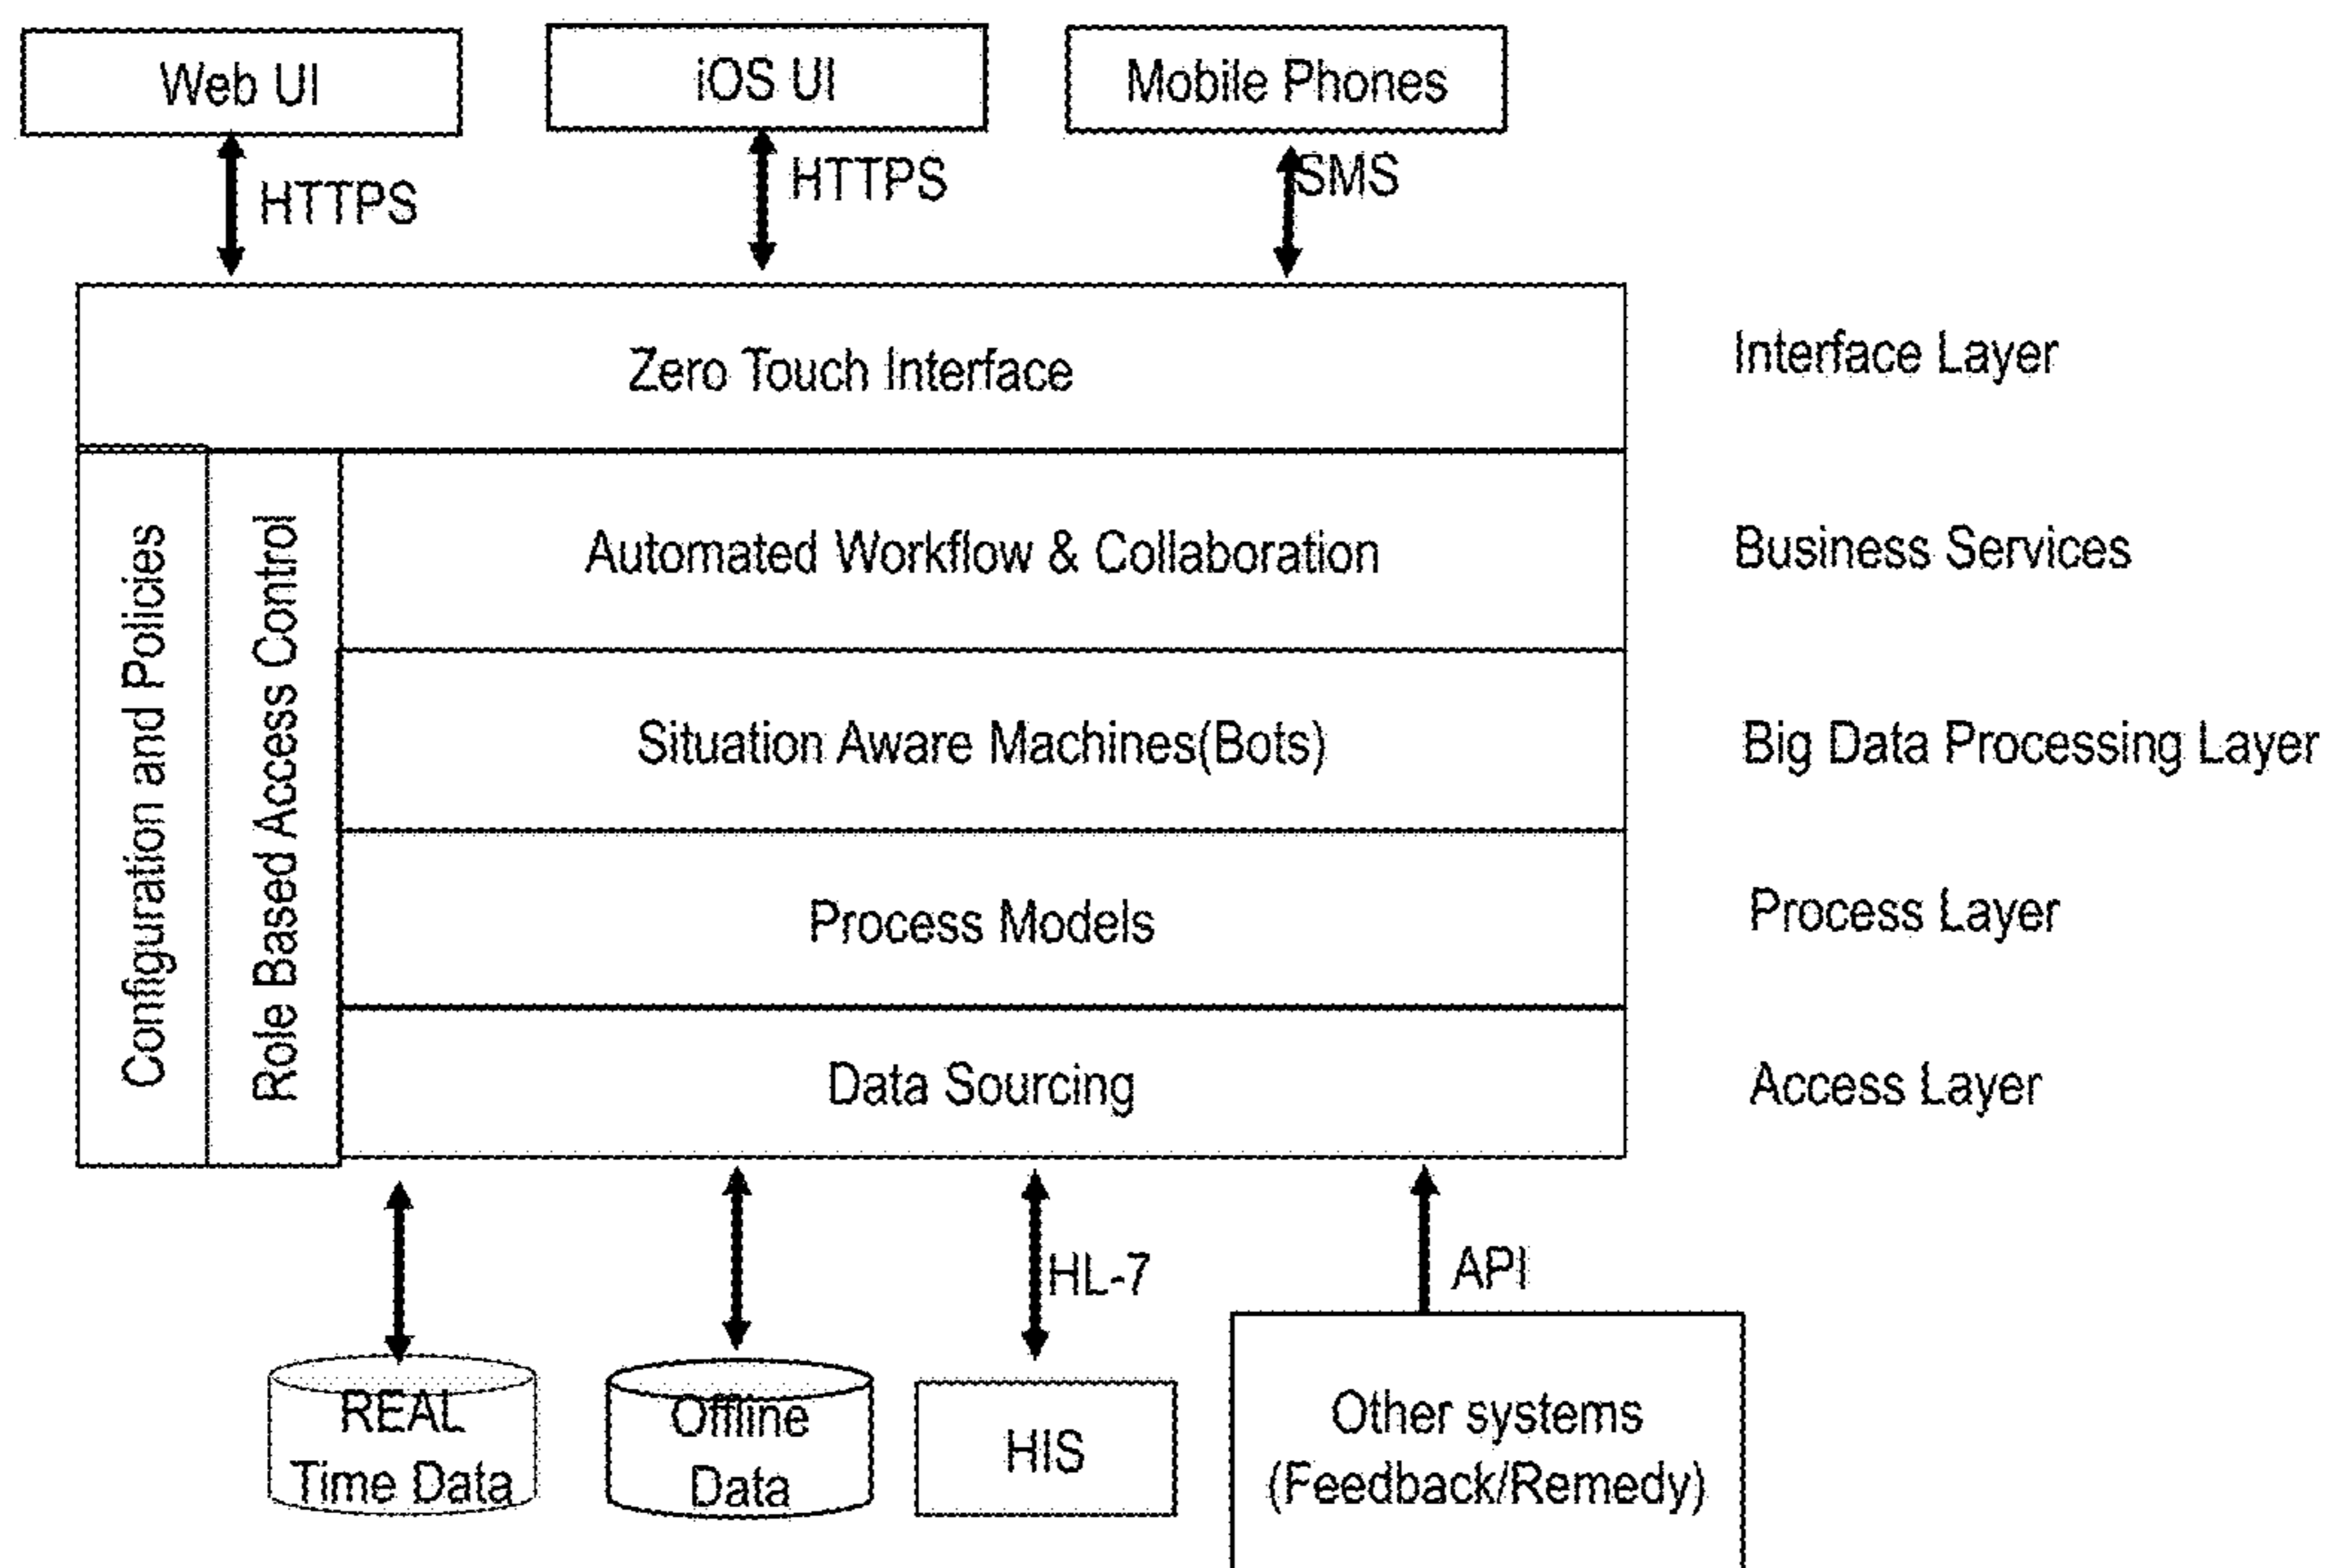 Web UI
iOS UI
Mobile Phones
HTTPS
HTTPS
SMS
Zero Touch Interface
Interface Layer
Configuration and Policies
Role Based Access Control
Automated Workflow & Collaboration
Business Services
Situation Aware Machines(Bots)
Big Data Processing Layer
Process Models
Process Layer
Data Sourcing
Access Layer
HL-7
API
REAL
Time Data
Offline
Data
HIS
Other systems
(Feedback/Remedy)